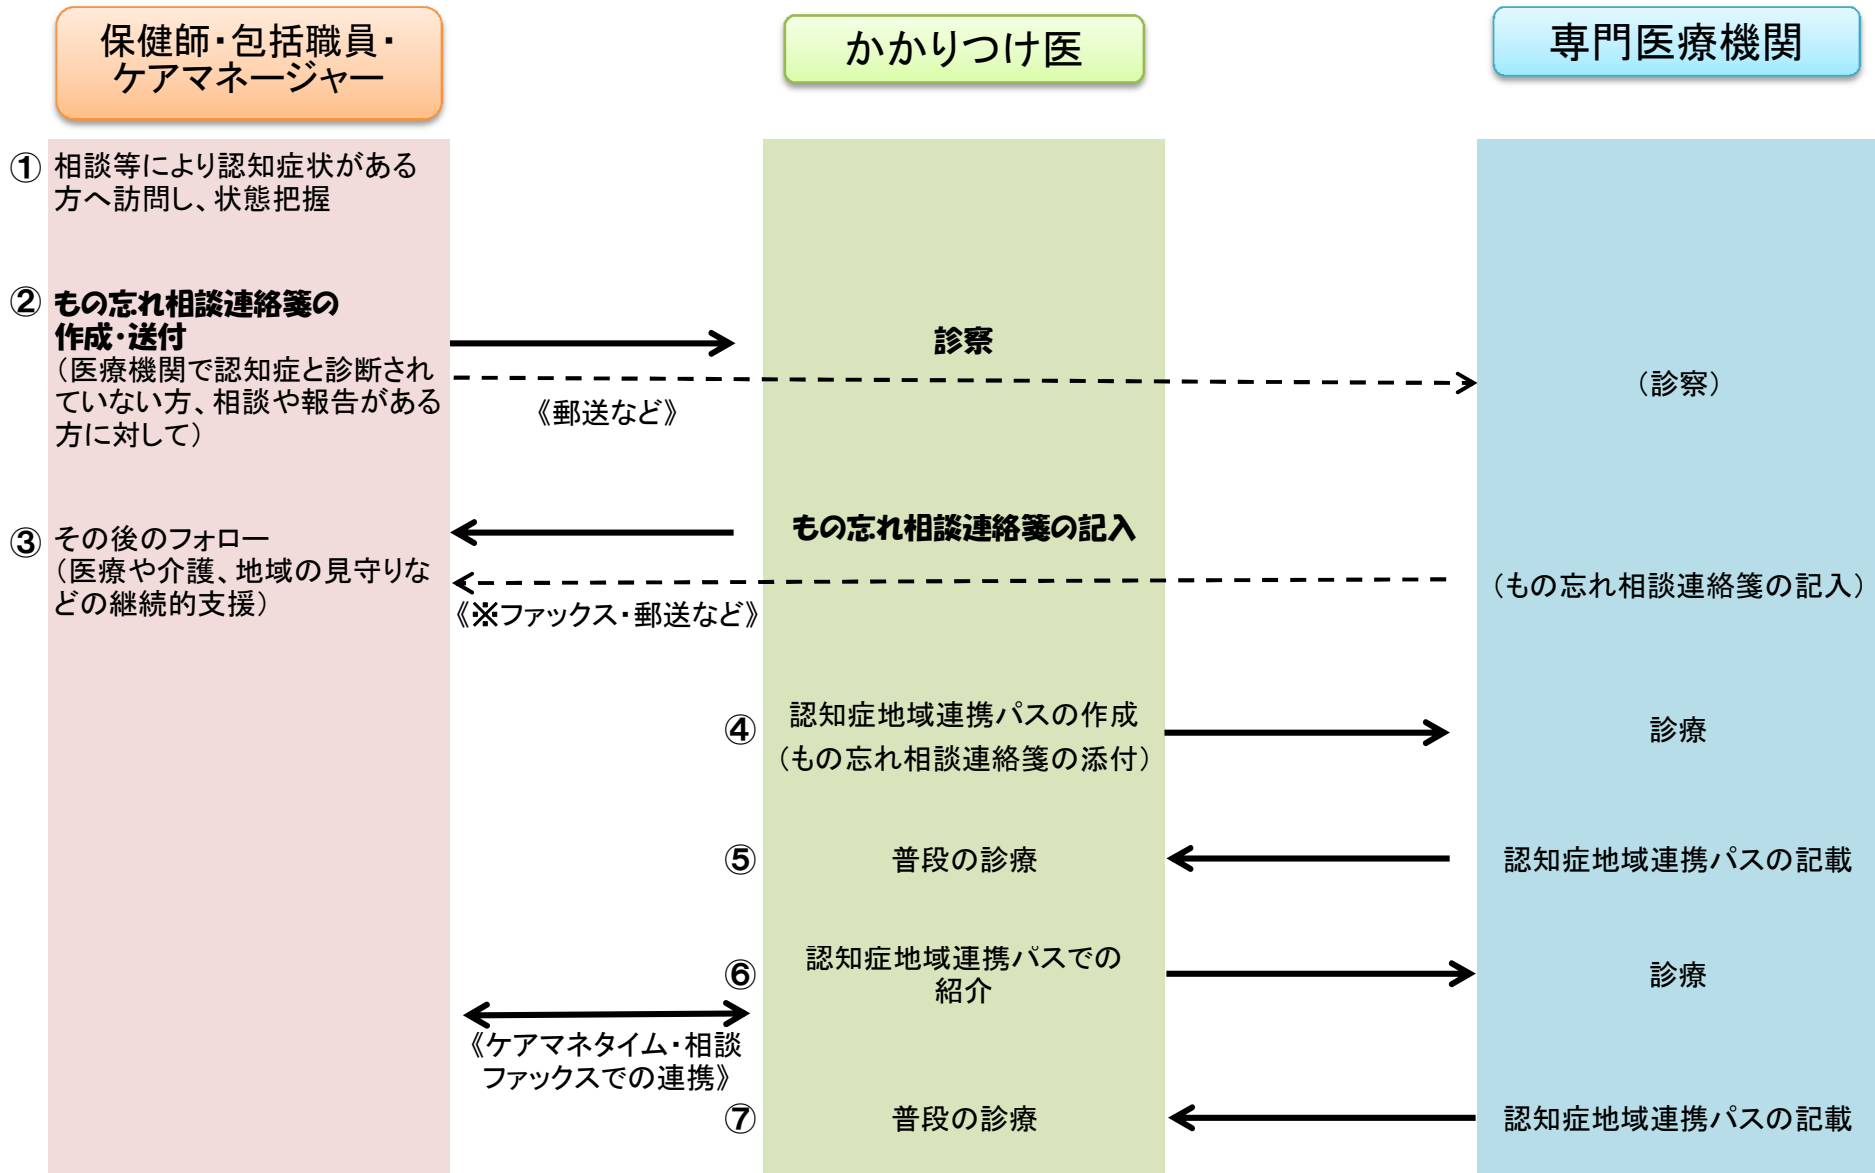 保健師・包括職員・
ケアマネージャー
かかりつけ医
専門医療機関
① 相談等により認知症状がある
方へ訪問し、状態把握
② もの忘れ相談連絡箋の
作成・送付
(医療機関で認知症と診断され
ていない方、相談や報告がある
方に対して)
《郵送など》
診察
(診察)
③ その後のフォロー
(医療や介護、地域の見守りな
どの継続的支援)
《※ファックス・郵送など》
もの忘れ相談連絡箋の記入
(もの忘れ相談連絡箋の記入)
④ 認知症地域連携パスの作成
(もの忘れ相談連絡箋の添付)
診療
⑤ 普段の診療
認知症地域連携パスの記載
⑥ 認知症地域連携パスでの
紹介
診療
《ケアマネタイム・相談
ファックスでの連携》
⑦ 普段の診療
認知症地域連携パスの記載